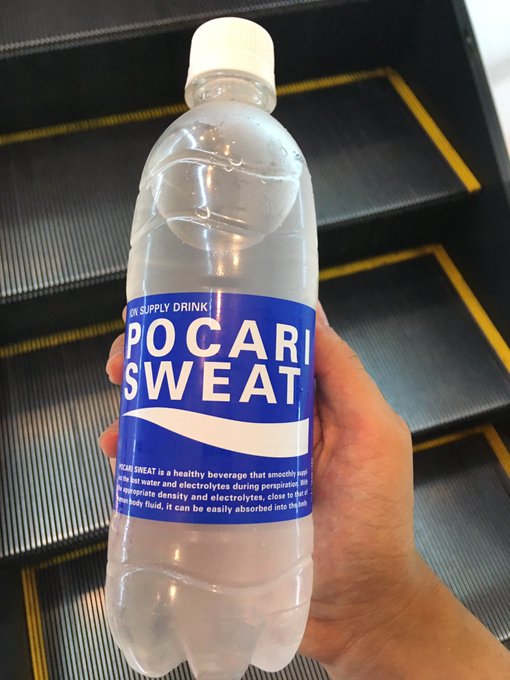 ION SUPPLY DRINK
POCARI
SWEAT
POCARI SWEAT is a healthy beverage that smoothly
the lost water and electrolytes during perspiration. With
appropriate density and electrolytes, close to that of
body fluid, it can be easily absorbed into the body.